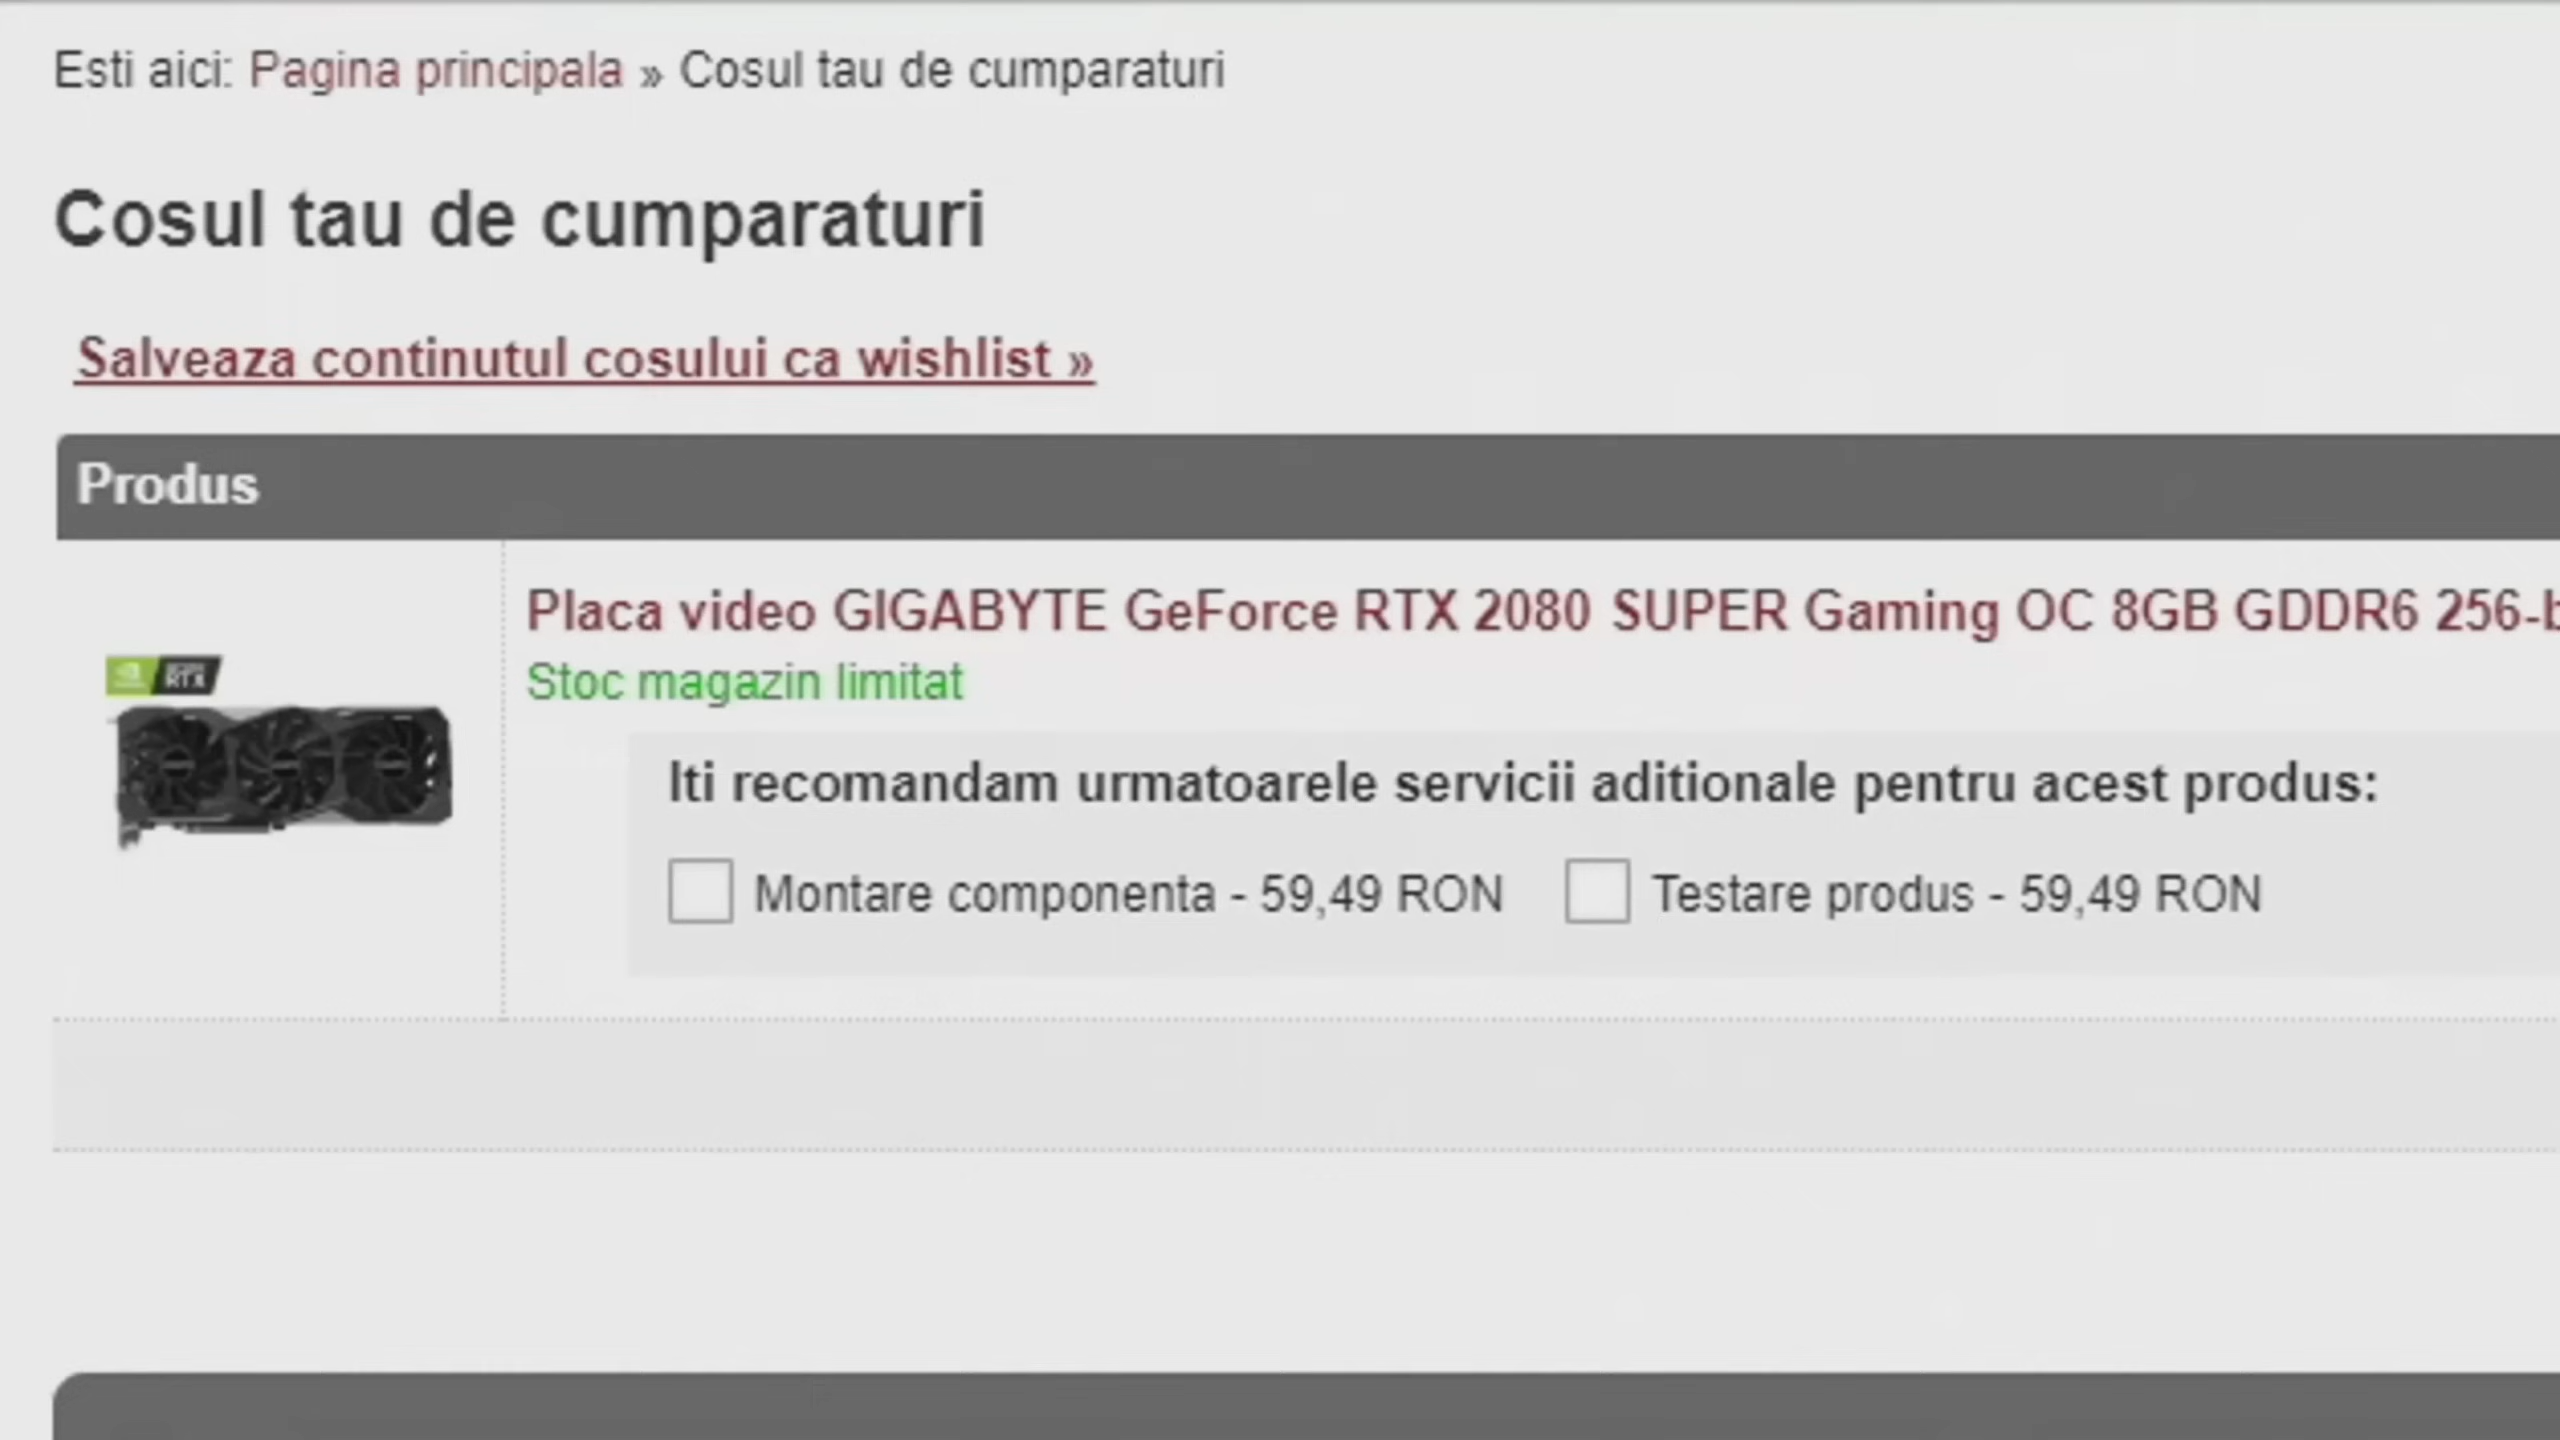 Esti aici: Pagina principala » Cosul tau de cumparaturi
Cosul tau de cumparaturi
Salveaza continutul cosului ca wishlist »
Produs
Placa video GIGABYTE GeForce RTX 2080 SUPER Gaming OC 8GB GDDR6 256-b
Stoc magazin limitat
RTX
Iti recomandam urmatoarele servicii aditionale pentru acest produs:
Montare componenta - 59,49 RON
Testare produs - 59,49 RON